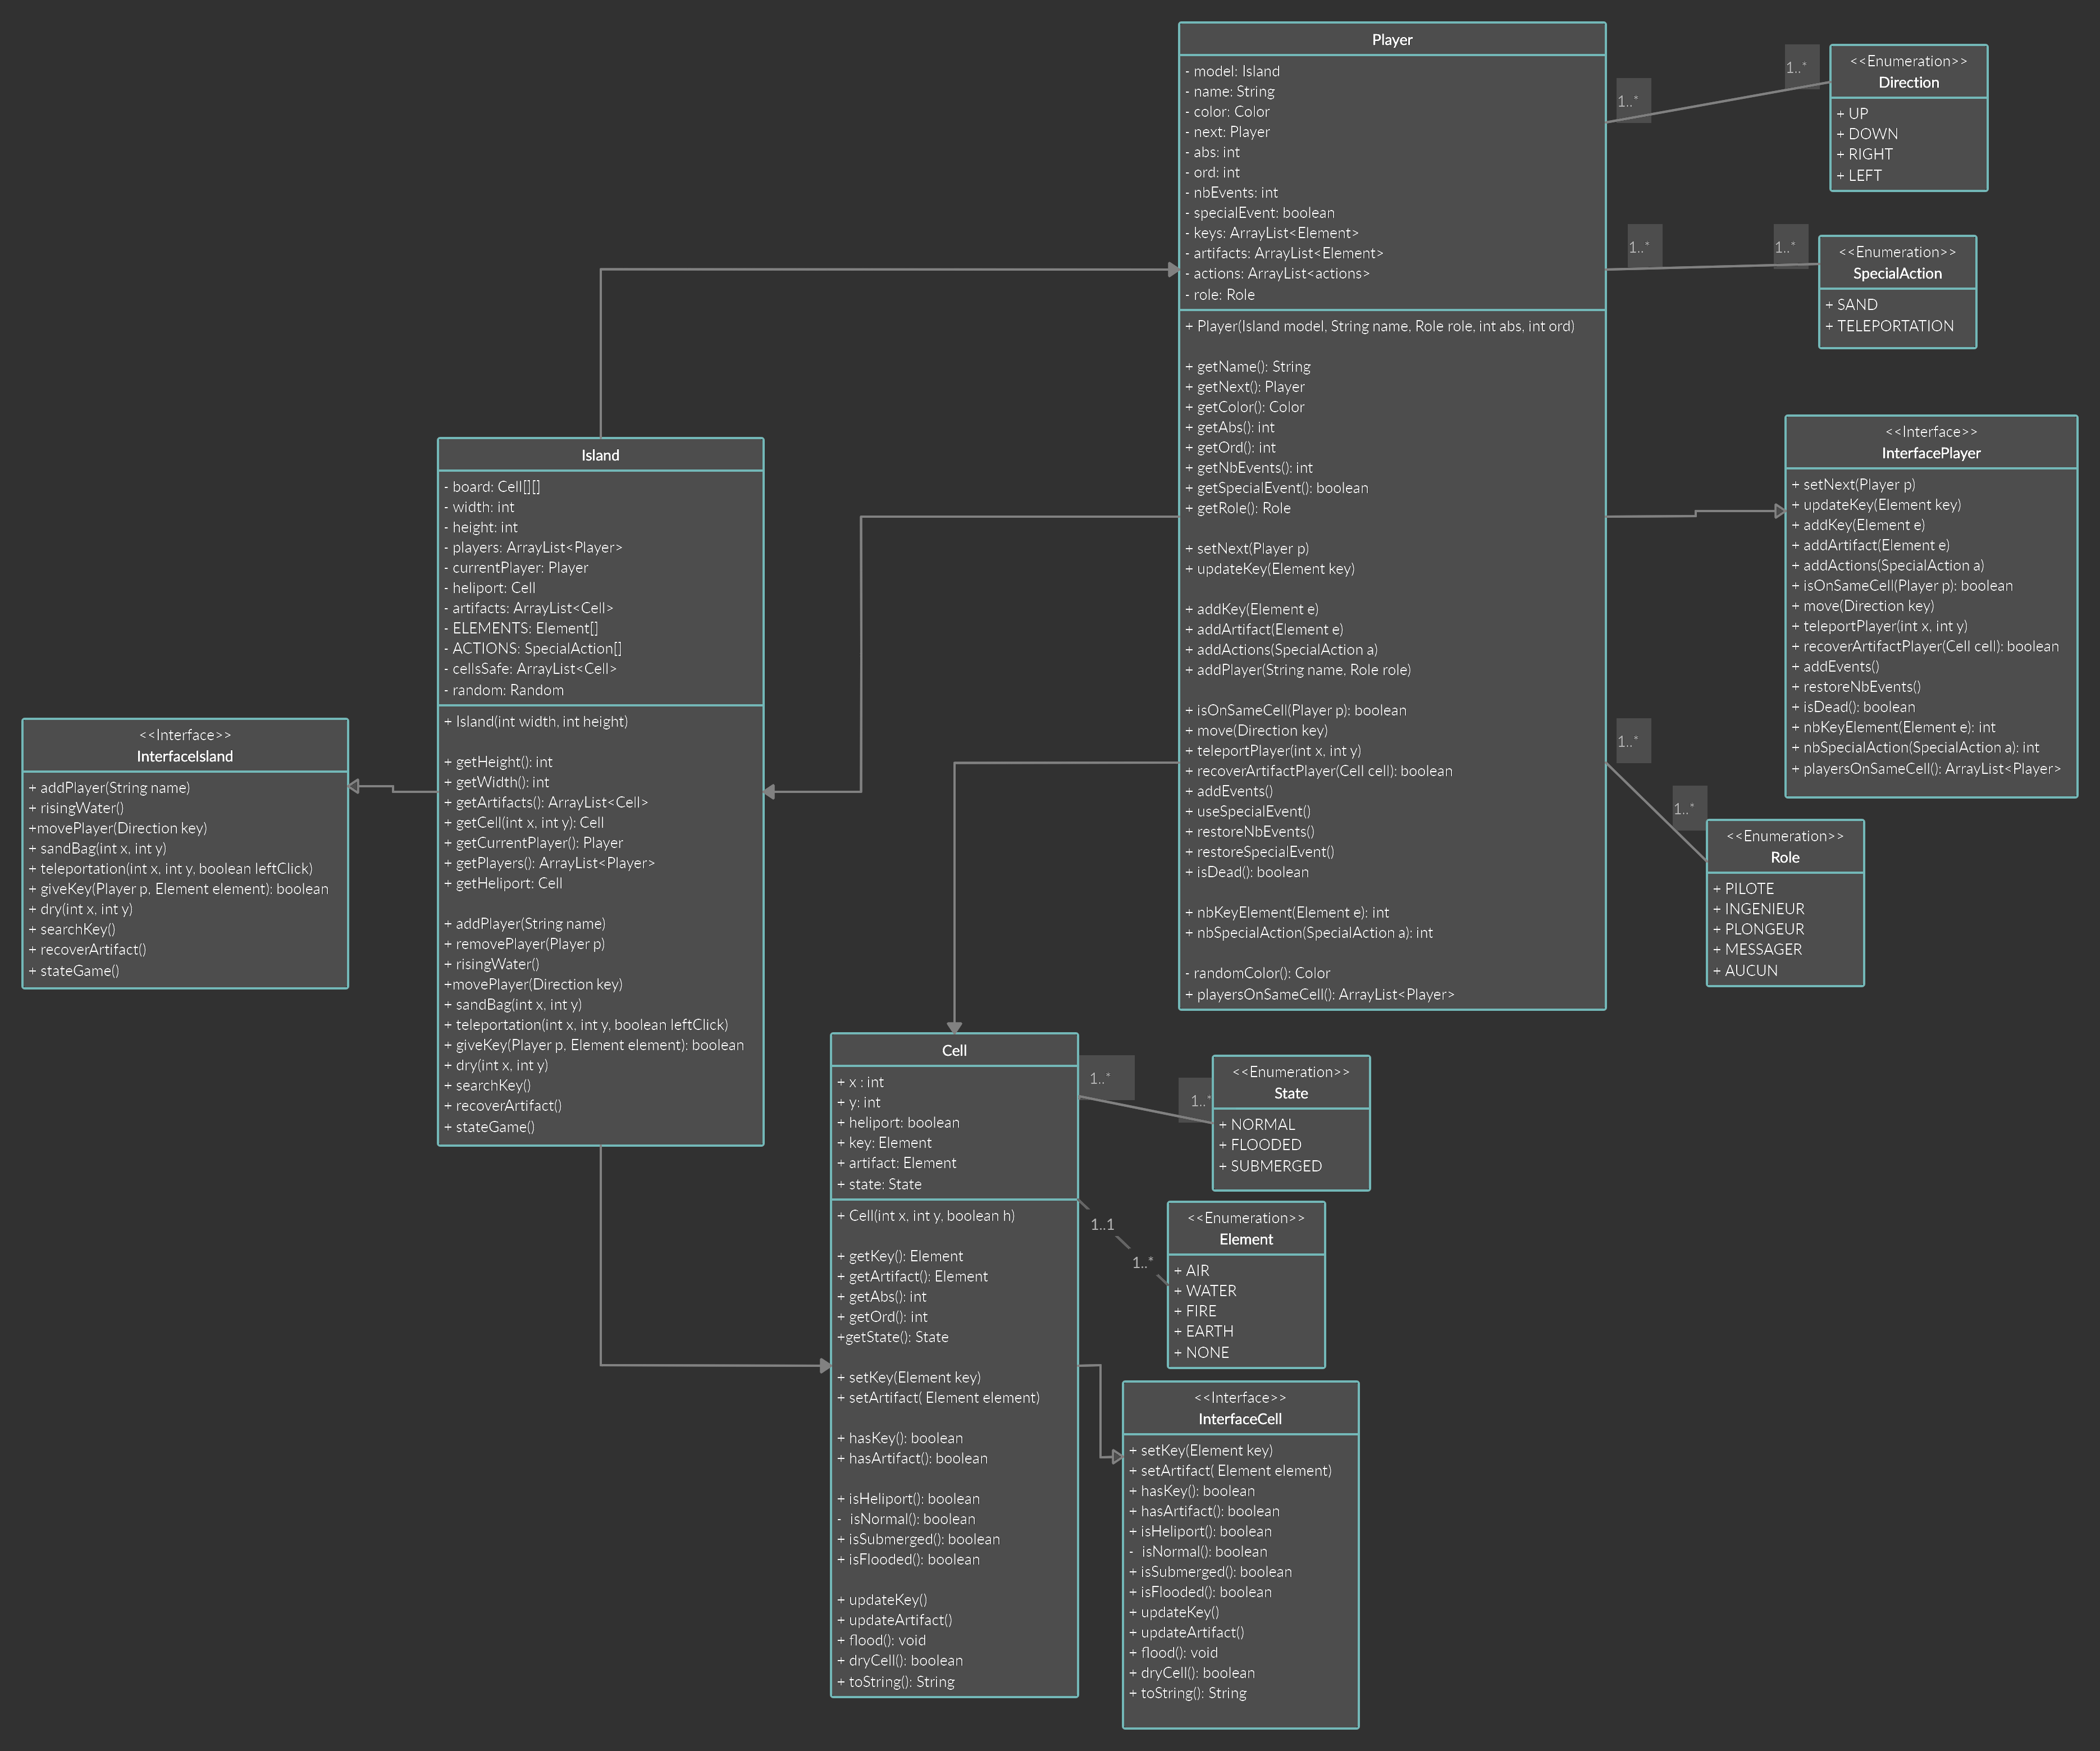 Player
- model: Island
- name: String
- color: Color
- next: Player
- abs: int
- ord: int
- nbEvents: int
- specialEvent: boolean
- keys: ArrayList<Element>
- artifacts: ArrayList<Element>
- actions: ArrayList<actions>
- role: Role
+ Player(Island model, String name, Role role, int abs, int ord)
+ getName(): String
+ getNext(): Player
+ getColor(): Color
+ getAbs(): int
+ getOrd(): int
+ getNbEvents(): int
+ getSpecialEvent(): boolean
+ getRole(): Role
+ setNext(Player p)
+ updateKey(Element key)
+ addKey(Element e)
+ addArtifact(Element e)
+ addActions(SpecialAction a)
+ addPlayer(String name, Role role)
+ isOnSameCell(Player p): boolean
+ move(Direction key)
+ teleportPlayer(int x, int y)
+ recoverArtifactPlayer(Cell cell): boolean
+ addEvents()
+ useSpecialEvent()
+ restoreNbEvents()
+ restoreSpecialEvent()
+ isDead(): boolean
+ nbKeyElement(Element e): int
+ nbSpecialAction(SpecialAction a): int
- randomColor(): Color
+ playersOnSameCell(): ArrayList<Player>
1..*
1..*
<<Enumeration>>
Direction
+ UP
+ DOWN
+ RIGHT
+ LEFT
1..*
1..*
<<Enumeration>>
SpecialAction
+ SAND
+ TELEPORTATION
<<Interface>>
InterfacePlayer
+ setNext(Player p)
+ updateKey(Element key)
+ addKey(Element e)
+ addArtifact(Element e)
+ addActions(SpecialAction a)
+ isOnSameCell(Player p): boolean
+ move(Direction key)
+ teleportPlayer(int x, int y)
+ recoverArtifactPlayer(Cell cell): boolean
+ addEvents()
+ restoreNbEvents()
+ isDead(): boolean
+ nbKeyElement(Element e): int
+ nbSpecialAction(SpecialAction a): int
+ playersOnSameCell(): ArrayList<Player>
1..*
1..*
<<Enumeration>>
Role
+ PILOTE
+ INGENIEUR
+ PLONGEUR
+ MESSAGER
+ AUCUN
Island
- board: Cell[][]
- width: int
- height: int
- players: ArrayList<Player>
- currentPlayer: Player
- heliport: Cell
- artifacts: ArrayList<Cell>
- ELEMENTS: Element[]
- ACTIONS: SpecialAction[]
- cellsSafe: ArrayList<Cell>
- random: Random
+ Island(int width, int height)
+ getHeight(): int
+ getWidth(): int
+ getArtifacts(): ArrayList<Cell>
+ getCell(int x, int y): Cell
+ getCurrentPlayer(): Player
+ getPlayers(): ArrayList<Player>
+ getHeliport: Cell
+ addPlayer(String name)
+ removePlayer(Player p)
+ risingWater()
+movePlayer(Direction key)
+ sandBag(int x, int y)
+ teleportation(int x, int y, boolean leftClick)
+ giveKey(Player p, Element element): boolean
+ dry(int x, int y)
+ searchKey()
+ recoverArtifact()
+ stateGame()
<<Interface>>
InterfaceIsland
+ addPlayer(String name)
+ risingWater()
+movePlayer(Direction key)
+ sandBag(int x, int y)
+ teleportation(int x, int y, boolean leftClick)
+ giveKey(Player p, Element element): boolean
+ dry(int x, int y)
+ searchKey()
+ recoverArtifact()
+ stateGame()
Cell
+ x : int
+ y: int
+ heliport: boolean
+ key: Element
+ artifact: Element
+ state: State
+ Cell(int x, int y, boolean h)
+ getKey(): Element
+ getArtifact(): Element
+ getAbs(): int
+ getOrd(): int
+getState(): State
+ setKey(Element key)
+ setArtifact( Element element)
+ hasKey(): boolean
+ hasArtifact(): boolean
+ isHeliport(): boolean
-  isNormal(): boolean
+ isSubmerged(): boolean
+ isFlooded(): boolean
+ updateKey()
+ updateArtifact()
+ flood(): void
+ dryCell(): boolean
+ toString(): String
1..*
1..*
<<Enumeration>>
State
+ NORMAL
+ FLOODED
+ SUBMERGED
1..1
1..*
<<Enumeration>>
Element
+ AIR
+ WATER
+ FIRE
+ EARTH
+ NONE
<<Interface>>
InterfaceCell
+ setKey(Element key)
+ setArtifact( Element element)
+ hasKey(): boolean
+ hasArtifact(): boolean
+ isHeliport(): boolean
-  isNormal(): boolean
+ isSubmerged(): boolean
+ isFlooded(): boolean
+ updateKey()
+ updateArtifact()
+ flood(): void
+ dryCell(): boolean
+ toString(): String